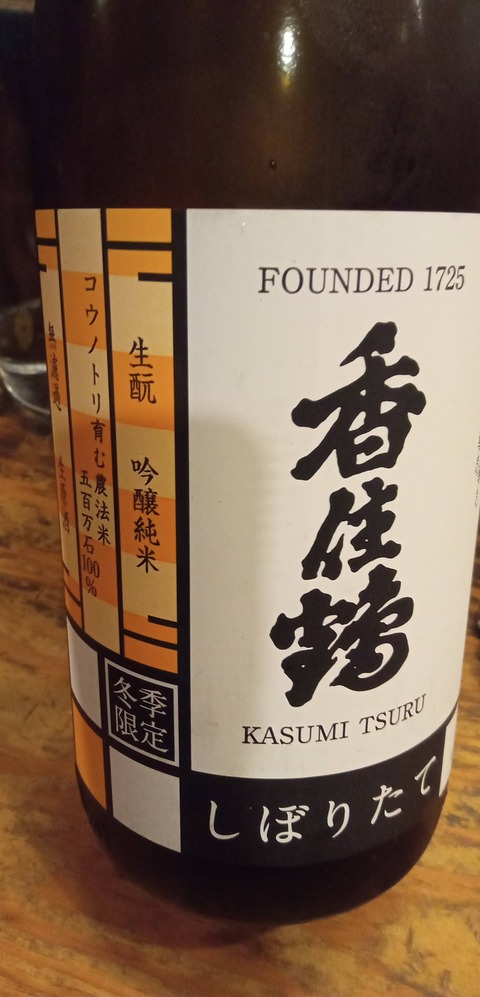 FOUNDED 1725
香住鶴
KASUMI TSURU
しぼりたて
生酛 吟醸純米
コウノトリ育む農法米
五百万石100%
無濾過 生原酒
冬季
限定